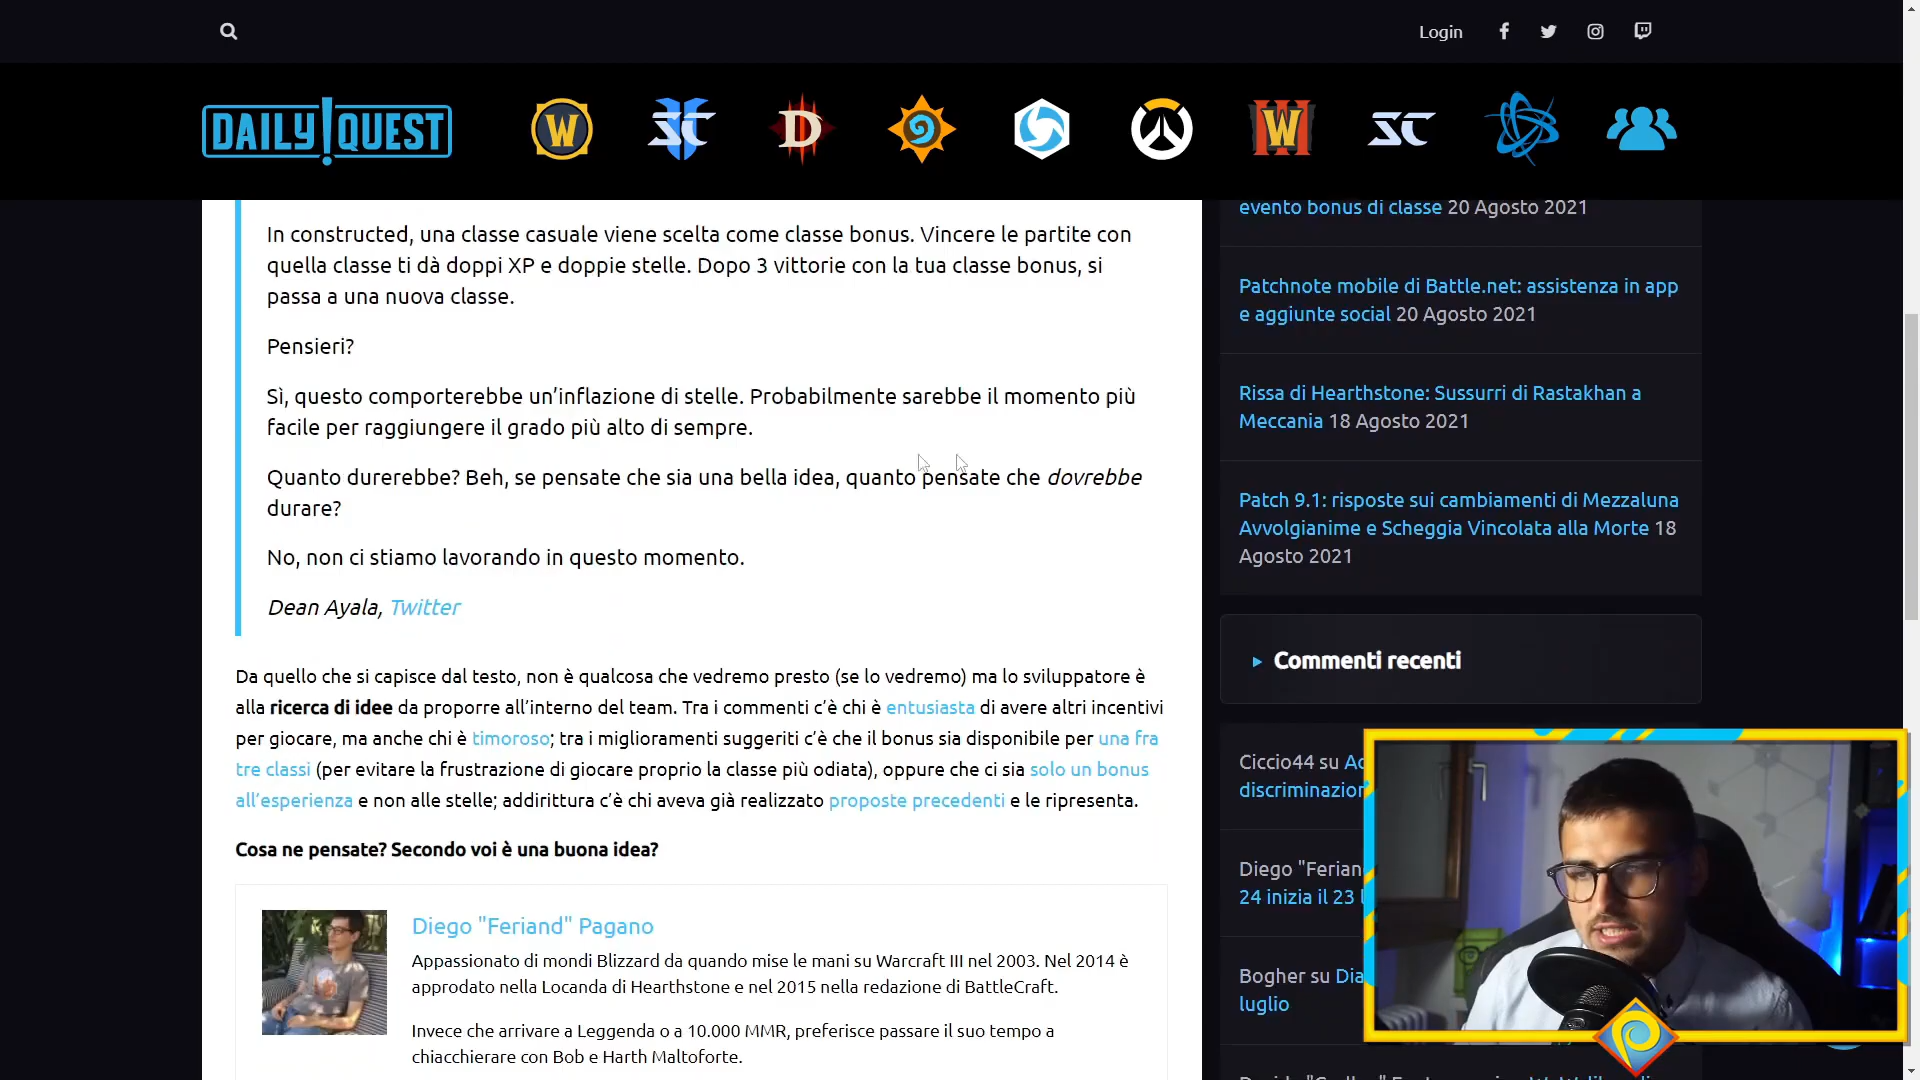 Login
DAILY QUEST
In constructed, una classe casuale viene scelta come classe bonus. Vincere le partite con
quella classe ti dà doppi XP e doppie stelle. Dopo 3 vittorie con la tua classe bonus, si
passa a una nuova classe.
Pensieri?
Sì, questo comporterebbe un’inflazione di stelle. Probabilmente sarebbe il momento più
facile per raggiungere il grado più alto di sempre.
Quanto durerebbe? Beh, se pensate che sia una bella idea, quanto pensate che dovrebbe
durare?
No, non ci stiamo lavorando in questo momento.
Dean Ayala, Twitter
Da quello che si capisce dal testo, non è qualcosa che vedremo presto (se lo vedremo) ma lo sviluppatore è
alla ricerca di idee da proporre all’interno del team. Tra i commenti c’è chi è entusiasta di avere altri incentivi
per giocare, ma anche chi è timoroso; tra i miglioramenti suggeriti c’è che il bonus sia disponibile per una fra
tre classi (per evitare la frustrazione di giocare proprio la classe più odiata), oppure che ci sia solo un bonus
all’esperienza e non alle stelle; addirittura c’è chi aveva già realizzato proposte precedenti e le ripresenta.
Cosa ne pensate? Secondo voi è una buona idea?
Diego "Feriand" Pagano
Appassionato di mondi Blizzard da quando mise le mani su Warcraft III nel 2003. Nel 2014 è
approdato nella Locanda di Hearthstone e nel 2015 nella redazione di BattleCraft.
Invece che arrivare a Leggenda o a 10.000 MMR, preferisce passare il suo tempo a
chiacchierare con Bob e Harth Maltoforte.
evento bonus di classe 20 Agosto 2021
Patchnote mobile di Battle.net: assistenza in app
e aggiunte social 20 Agosto 2021
Rissa di Hearthstone: Sussurri di Rastakhan a
Meccania 18 Agosto 2021
Patch 9.1: risposte sui cambiamenti di Mezzaluna
Avvolgianime e Scheggia Vincolata alla Morte 18
Agosto 2021
Commenti recenti
Ciccio44 su
Diego
24 inizia il 23
Bogher su
luglio